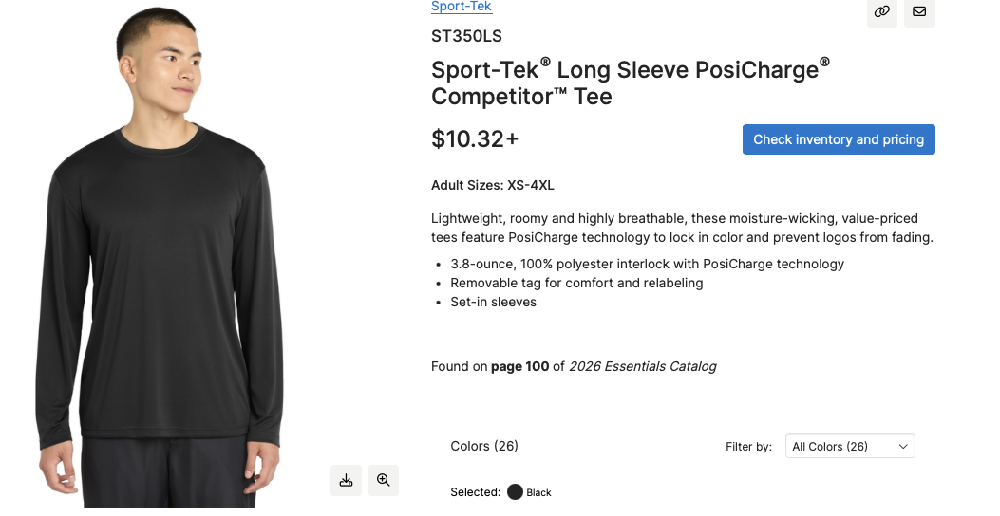 Sport-Tek
ST350LS
Sport-Tek® Long Sleeve PosiCharge®
Competitor™ Tee
$10.32+
Check inventory and pricing
Adult Sizes: XS-4XL
Lightweight, roomy and highly breathable, these moisture-wicking, value-priced
tees feature PosiCharge technology to lock in color and prevent logos from fading.
• 3.8-ounce, 100% polyester interlock with PosiCharge technology
• Removable tag for comfort and relabeling
• Set-in sleeves
Found on page 100 of 2026 Essentials Catalog
Colors (26)
Filter by:
All Colors (26)
Selected:
Black